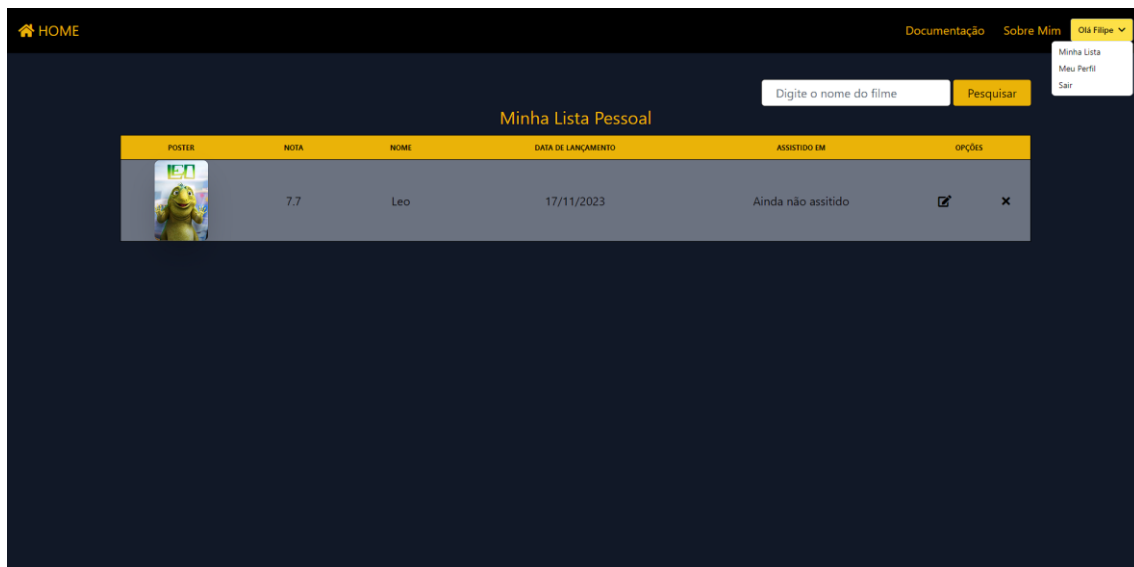 HOME
Documentação
Sobre Mim
Olá Filipe
Minha Lista
Meu Perfil
Sair
Digite o nome do filme
Pesquisar
Minha Lista Pessoal
POSTER NOTA NOME DATA DE LANÇAMENTO ASSISTIDO EM OPÇÕES
LEO
7.7 Leo 17/11/2023 Ainda não assitido